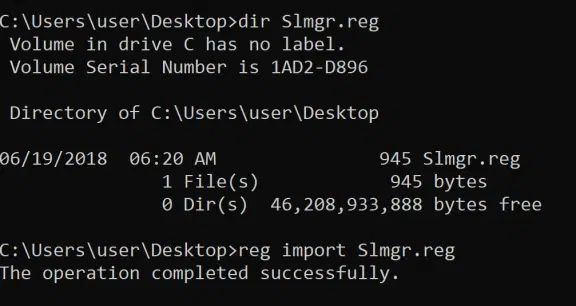 C:\Users\user\Desktop>dir Slmgr.reg
Volume in drive C has no label.
Volume Serial Number is 1AD2-D896
Directory of C:\Users\user\Desktop
06/19/2018  06:20 AM               945 Slmgr.reg
1 File(s)            945 bytes
0 Dir(s)  46,208,933,888 bytes free
C:\Users\user\Desktop>reg import Slmgr.reg
The operation completed successfully.